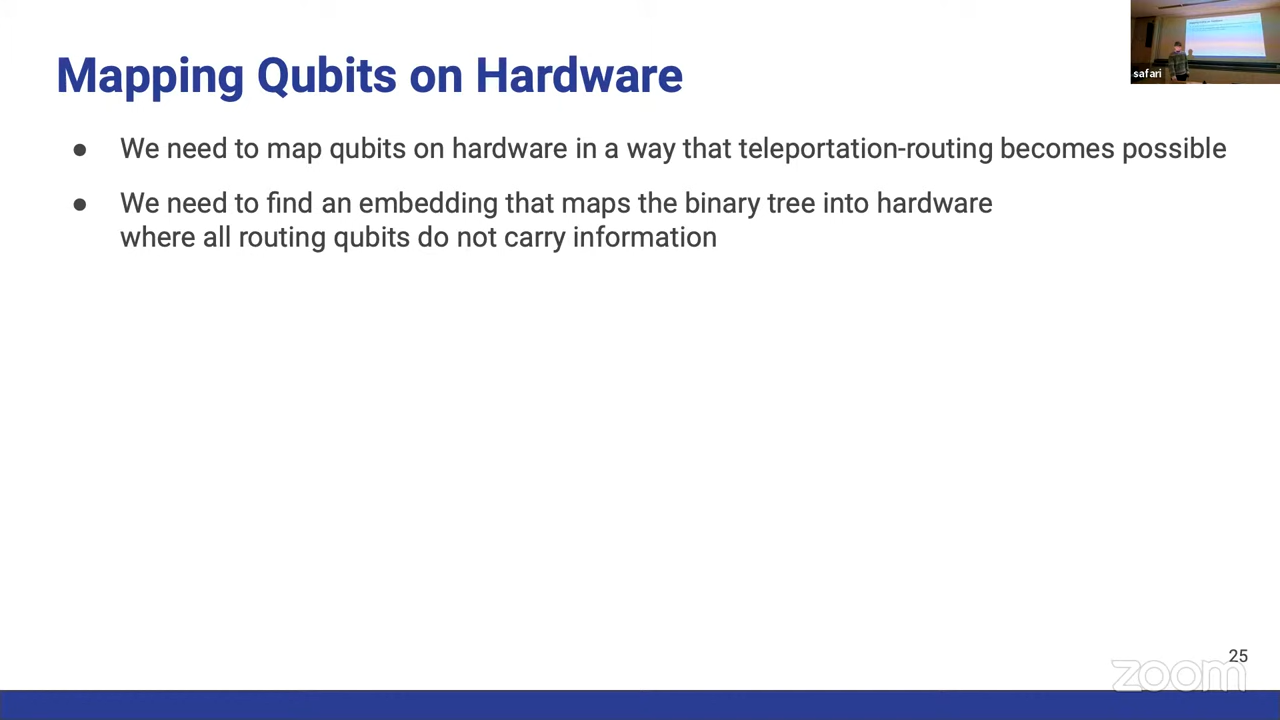 Mapping Qubits on Hardware
safari
● We need to map qubits on hardware in a way that teleportation-routing becomes possible
● We need to find an embedding that maps the binary tree into hardware
where all routing qubits do not carry information
25
zoom